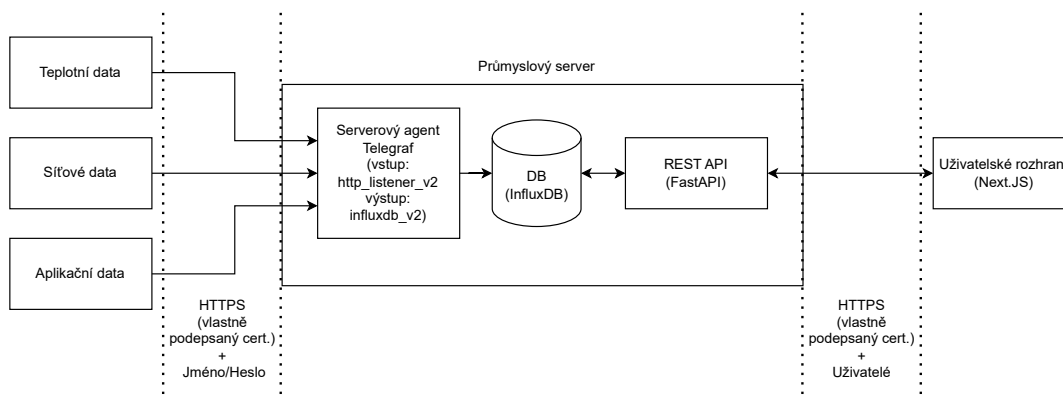 Teplotní data
Síťové data
Aplikační data
HTTPS
(vlastně
podepsaný cert.)
+
Jméno/Heslo
Průmyslový server
Serverový agent
Telegraf
(vstup:
http_listener_v2
výstup:
influxdb_v2)
DB
(InfluxDB)
REST API
(FastAPI)
HTTPS
(vlastně
podepsaný cert.)
+
Uživatelé
Uživatelské rozhran
(Next.JS)